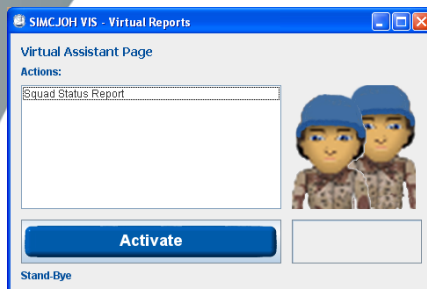 SIMCJOH VIS - Virtual Reports
Virtual Assistant Page
Actions:
Squad Status Report
Activate
Stand-Bye